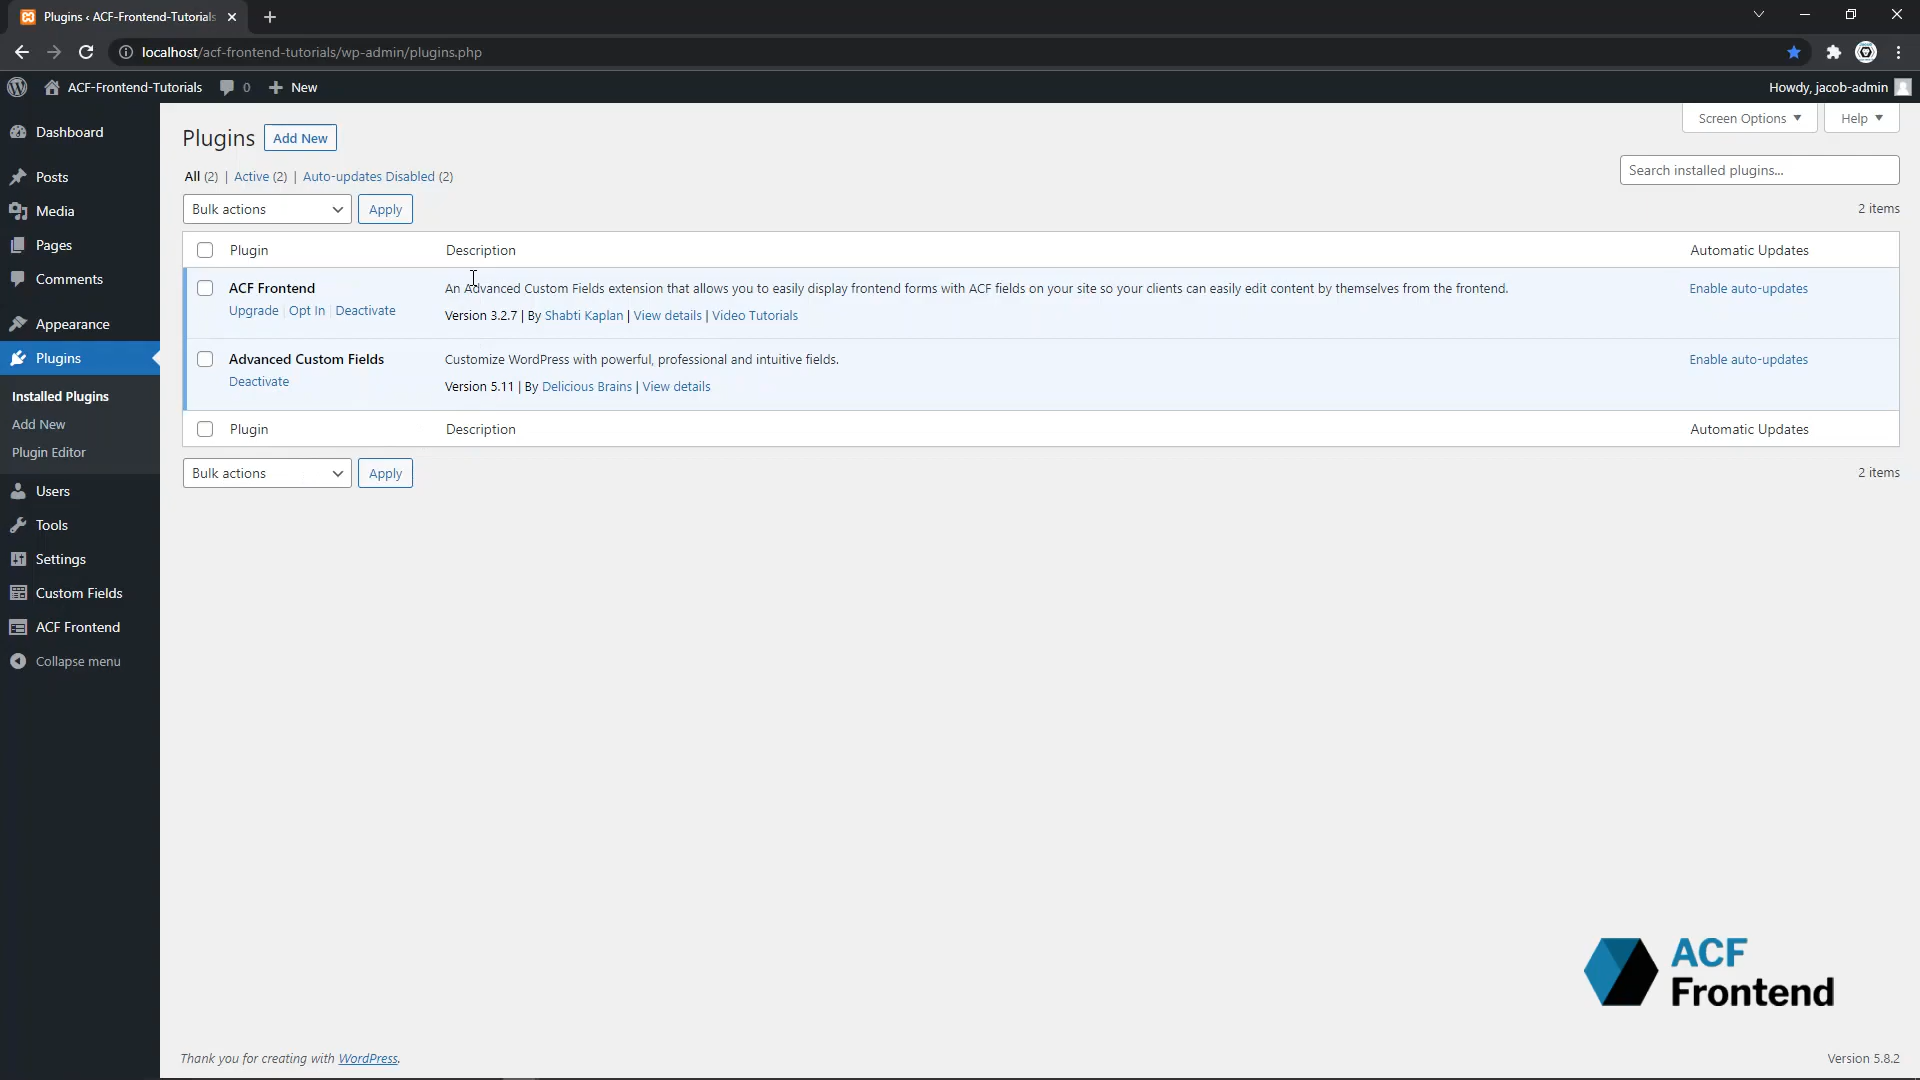 Plugins ‹ ACF-Frontend-Tutorials
localhost/acf-frontend-tutorials/wp-admin/plugins.php
ACF-Frontend-Tutorials 0 New Howdy, jacob-admin
Dashboard
Posts
Media
Pages
Comments
Appearance
Plugins
Installed Plugins
Add New
Plugin Editor
Users
Tools
Settings
Custom Fields
ACF Frontend
Collapse menu
Screen Options Help
Plugins Add New
All (2) | Active (2) | Auto-updates Disabled (2)
Search installed plugins...
Bulk actions Apply 2 items
Plugin Description Automatic Updates
ACF Frontend An Advanced Custom Fields extension that allows you to easily display frontend forms with ACF fields on your site so your clients can easily edit content by themselves from the frontend. Enable auto-updates
Upgrade | Opt In | Deactivate Version 3.2.7 | By Shabti Kaplan | View details | Video Tutorials
Advanced Custom Fields Customize WordPress with powerful, professional and intuitive fields. Enable auto-updates
Deactivate Version 5.11 | By Delicious Brains | View details
Plugin Description Automatic Updates
Bulk actions Apply 2 items
ACF
Frontend
Thank you for creating with WordPress. Version 5.8.2